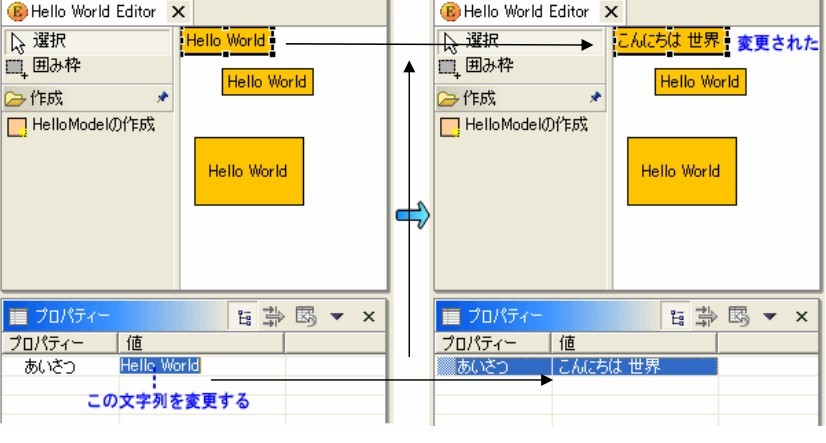 Hello World Editor
選択
囲み枠
作成
HelloModelの作成
Hello World
Hello World
Hello World
プロパティー
プロパティー 値
あいさつ Hello World
この文字列を変更する
Hello World Editor
選択
囲み枠
作成
HelloModelの作成
こんにちは 世界
変更された
Hello World
Hello World
プロパティー
プロパティー 値
あいさつ こんにちは 世界